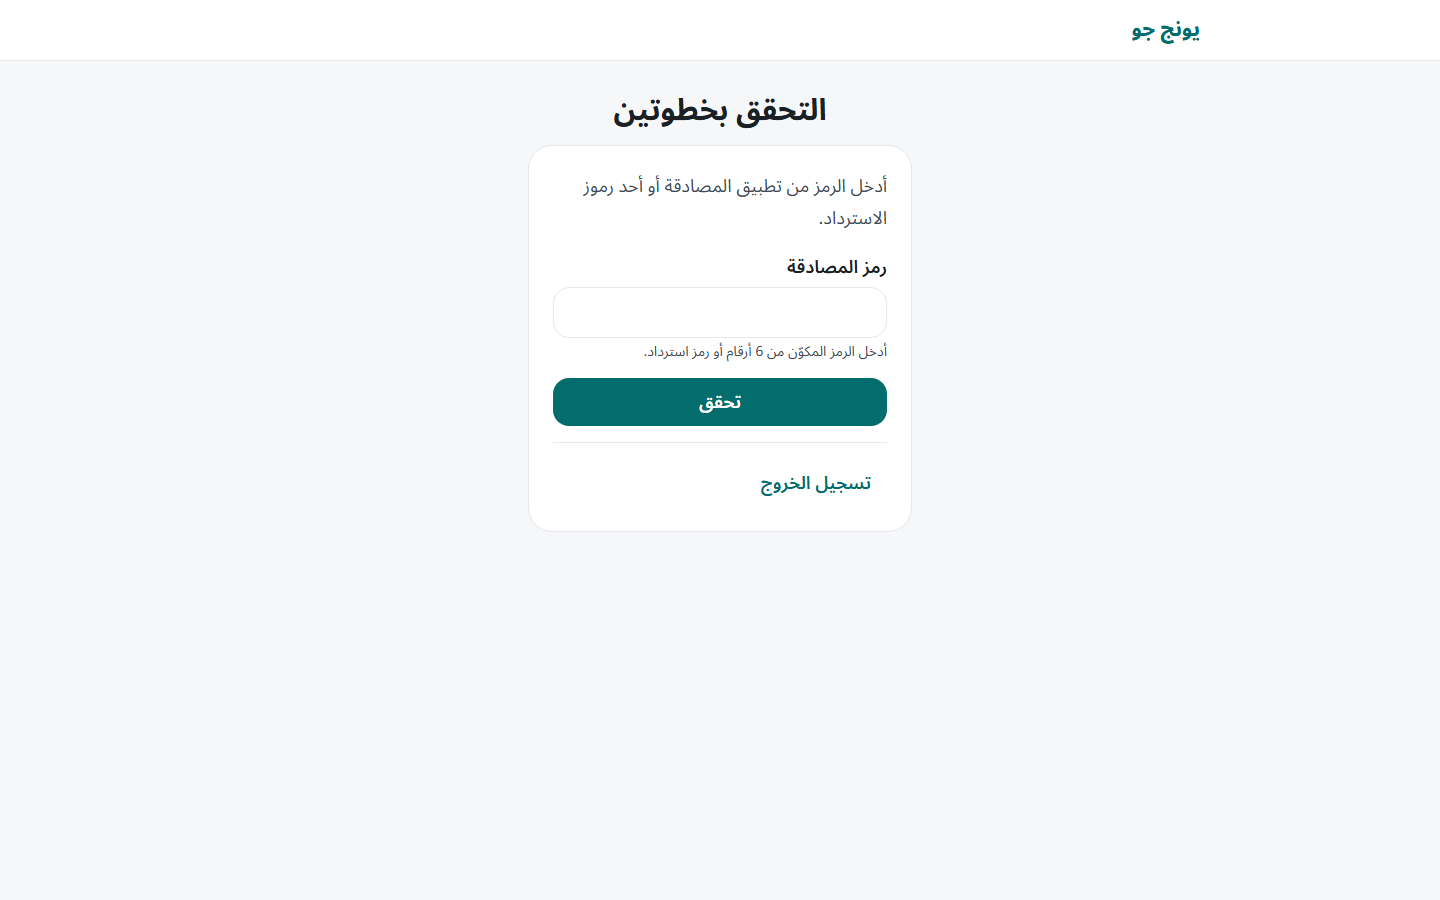 يونج جو
التحقق بخطوتين
أدخل الرمز من تطبيق المصادقة أو أحد رموز
الاسترداد.
رمز المصادقة
أدخل الرمز المكوّن من 6 أرقام أو رمز استرداد.
تحقق
تسجيل الخروج